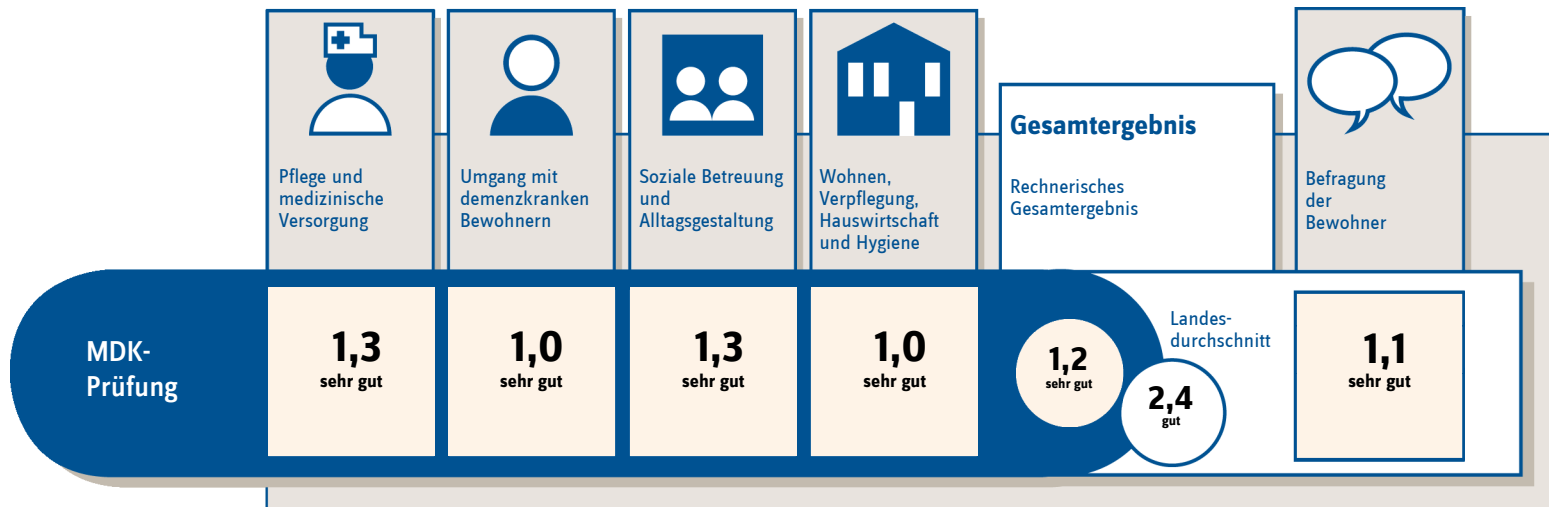 Pflege und
medizinische
Versorgung
Umgang mit
demenzkranken
Bewohnern
Soziale Betreuung
und
Alltagsgestaltung
Wohnen,
Verpflegung,
Hauswirtschaft
und Hygiene
Gesamtergebnis
Rechnerisches
Gesamtergebnis
Befragung
der
Bewohner
MDK-
Prüfung
1,3
sehr gut
1,0
sehr gut
1,3
sehr gut
1,0
sehr gut
1,2
sehr gut
Landes-
durchschnitt
2,4
gut
1,1
sehr gut